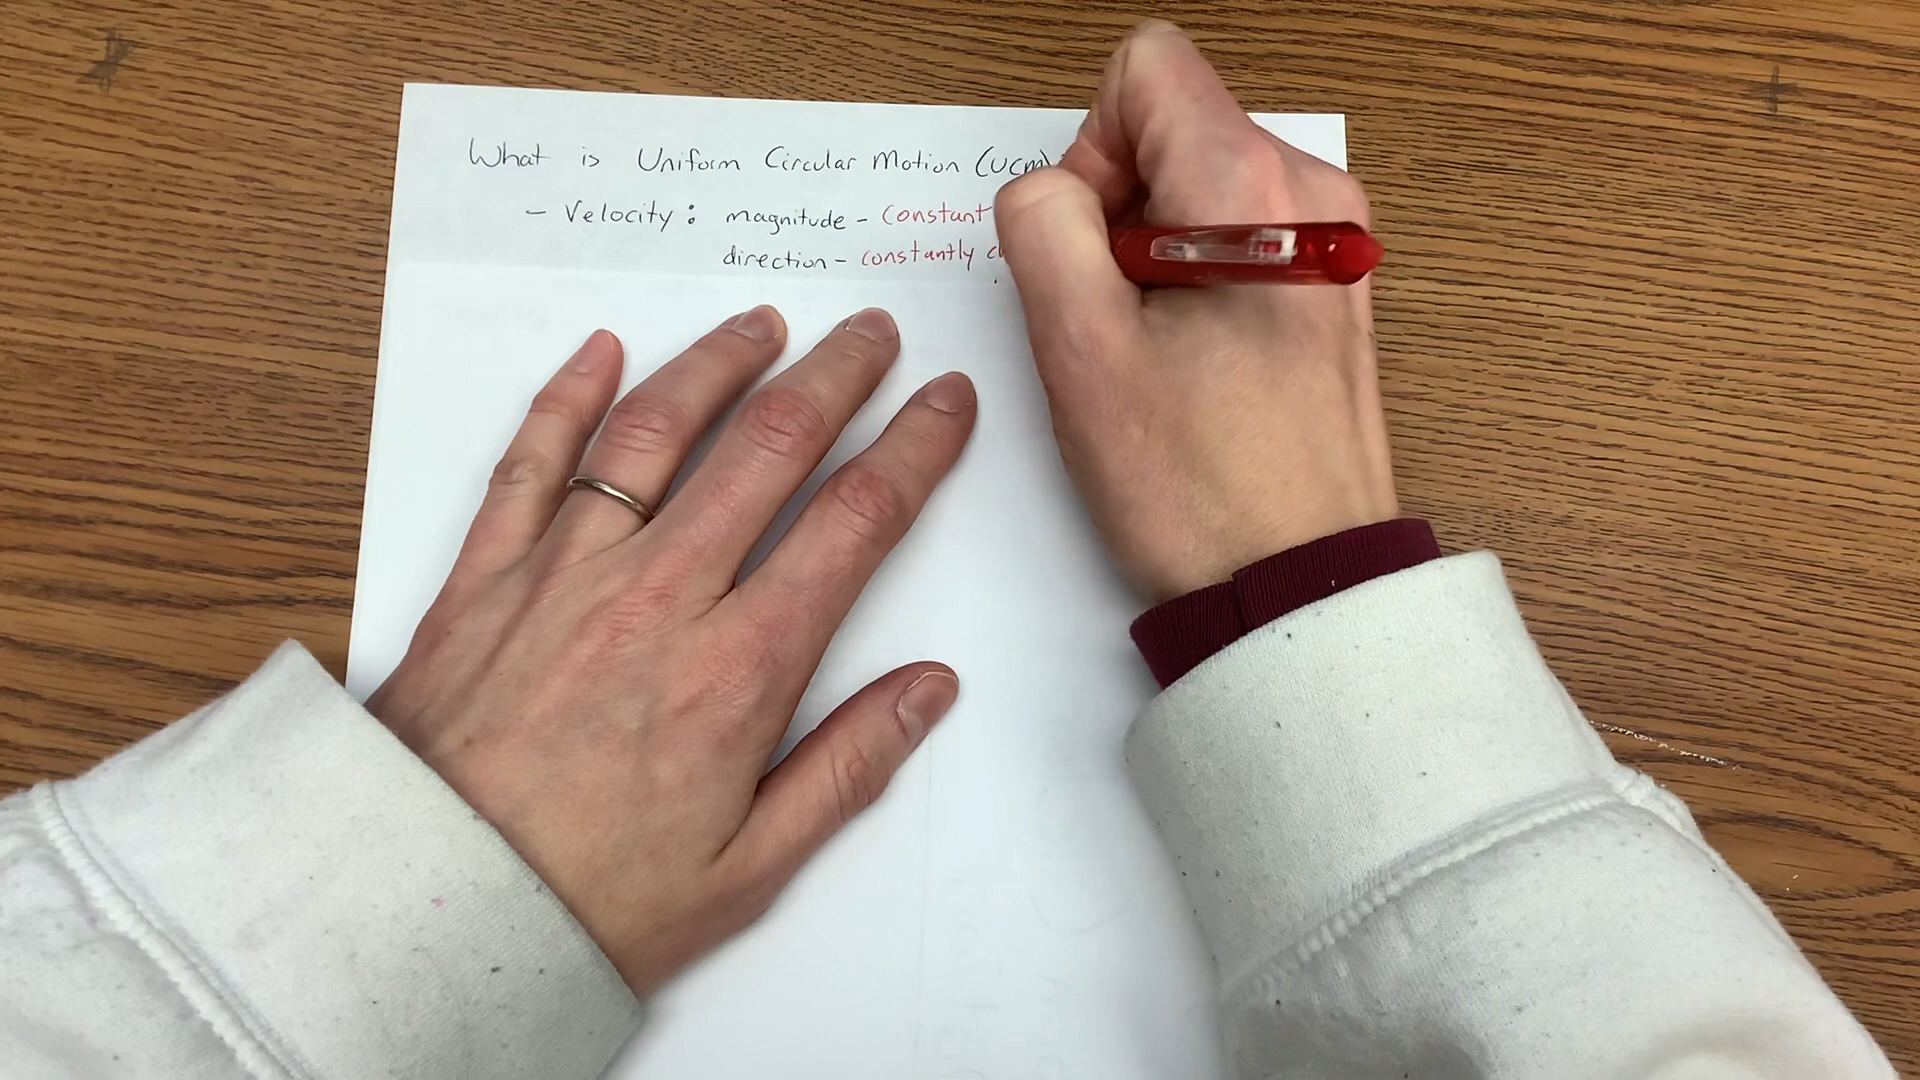 What is Uniform Circular Motion (UCM)
- Velocity: magnitude - constant
direction - constantly